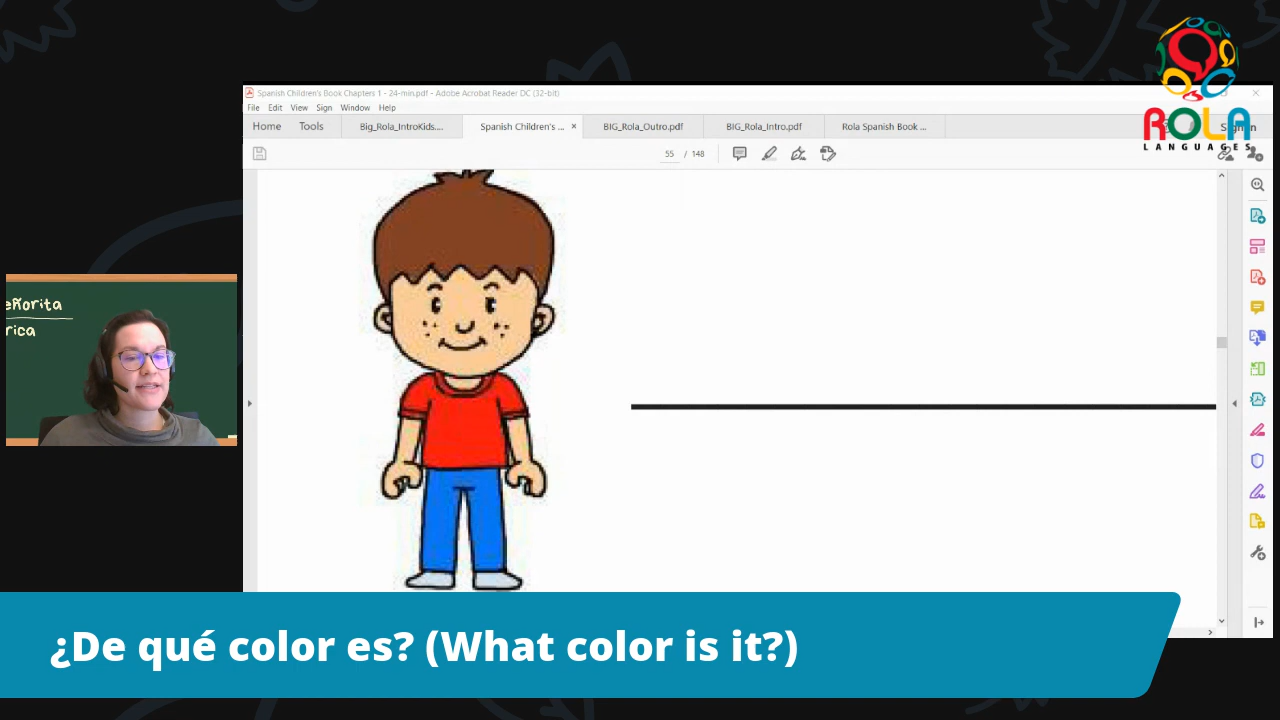 ROLA
LANGUAGES
Spanish Children's Book Chapters 1 - 24-min.pdf - Adobe Acrobat Reader DC (32-bit)
File Edit View Sign Window Help
Home Tools Big_Rola_IntroKids.... Spanish Children's ... × BIG_Rola_Outro.pdf BIG_Rola_Intro.pdf Rola Spanish Book ...
55 / 148
eñorita
rica
¿De qué color es? (What color is it?)